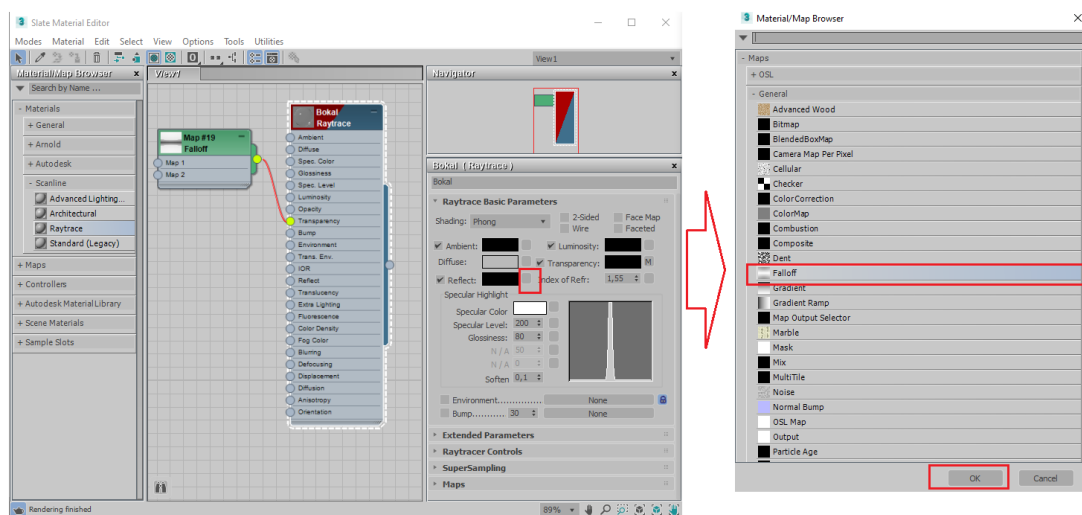 Slate Material Editor
Modes Material Edit Select View Options Tools Utilities
View1
Material/Map Browser x
Search by Name ...
- Materials
+ General
+ Arnold
+ Autodesk
- Scanline
Advanced Lighting...
Architectural
Raytrace
Standard (Legacy)
+ Maps
+ Controllers
+ Autodesk Material Library
+ Scene Materials
+ Sample Slots
View1
Map #19
Falloff
Map 1
Map 2
Bokal
Raytrace
Ambient
Diffuse
Spec. Color
Glossiness
Spec. Level
Luminosity
Opacity
Transparency
Bump
Environment
Trans. Env.
IOR
Reflect
Translucency
Extra Lighting
Fluorescence
Color Density
Fog Color
Blurring
Defocusing
Displacement
Diffusion
Anisotropy
Orientation
Navigator x
Bokal ( Raytrace ) x
Bokal
Raytrace Basic Parameters
Shading: Phong 2-Sided Face Map
Wire Faceted
Ambient: Luminosity:
Diffuse: Transparency: M
Reflect: Index of Refr: 1,55
Specular Highlight
Specular Color
Specular Level: 200
Glossiness: 80
N / A 50
N / A 0
Soften 0,1
Environment............... None
Bump........... 30 None
Extended Parameters
Raytracer Controls
SuperSampling
Maps
Rendering finished
89%
3 Material/Map Browser
- Maps
+ OSL
- General
Advanced Wood
Bitmap
BlendedBoxMap
Camera Map Per Pixel
Cellular
Checker
ColorCorrection
ColorMap
Combustion
Composite
Dent
Falloff
Gradient
Gradient Ramp
Map Output Selector
Marble
Mask
Mix
MultiTile
Noise
Normal Bump
OSL Map
Output
Particle Age
OK Cancel